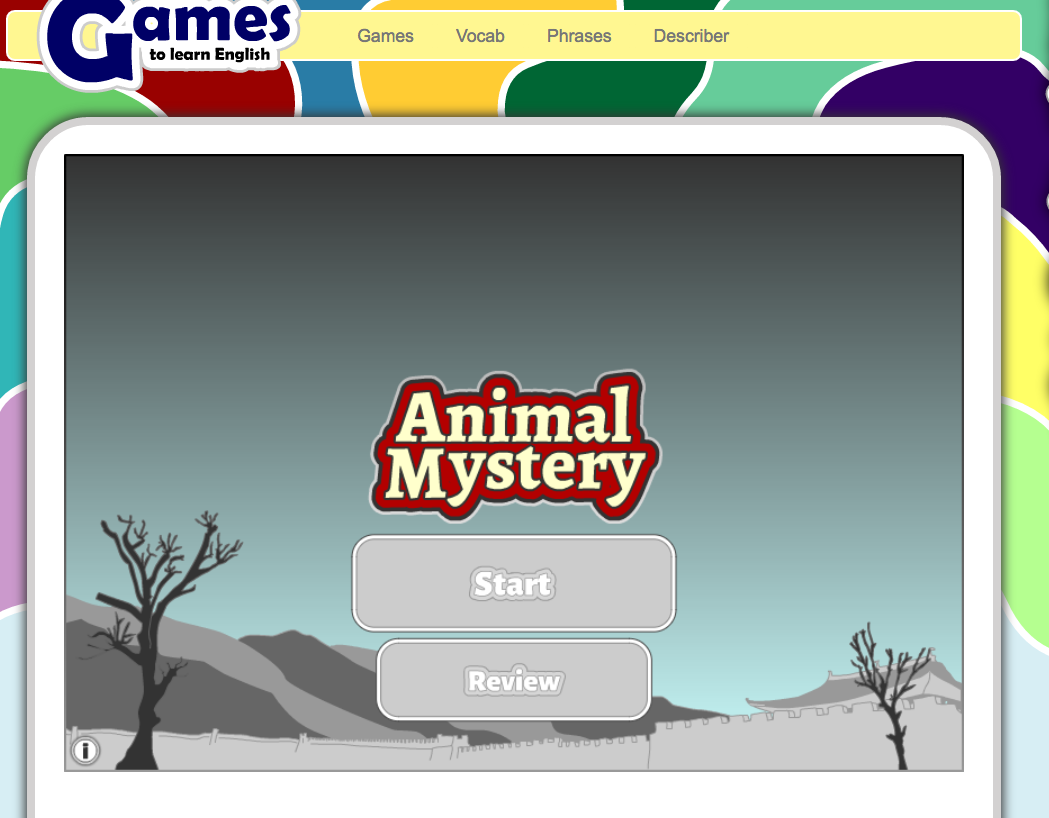 Games
to learn English
Games Vocab Phrases Describer
Animal
Mystery
Start
Review
i